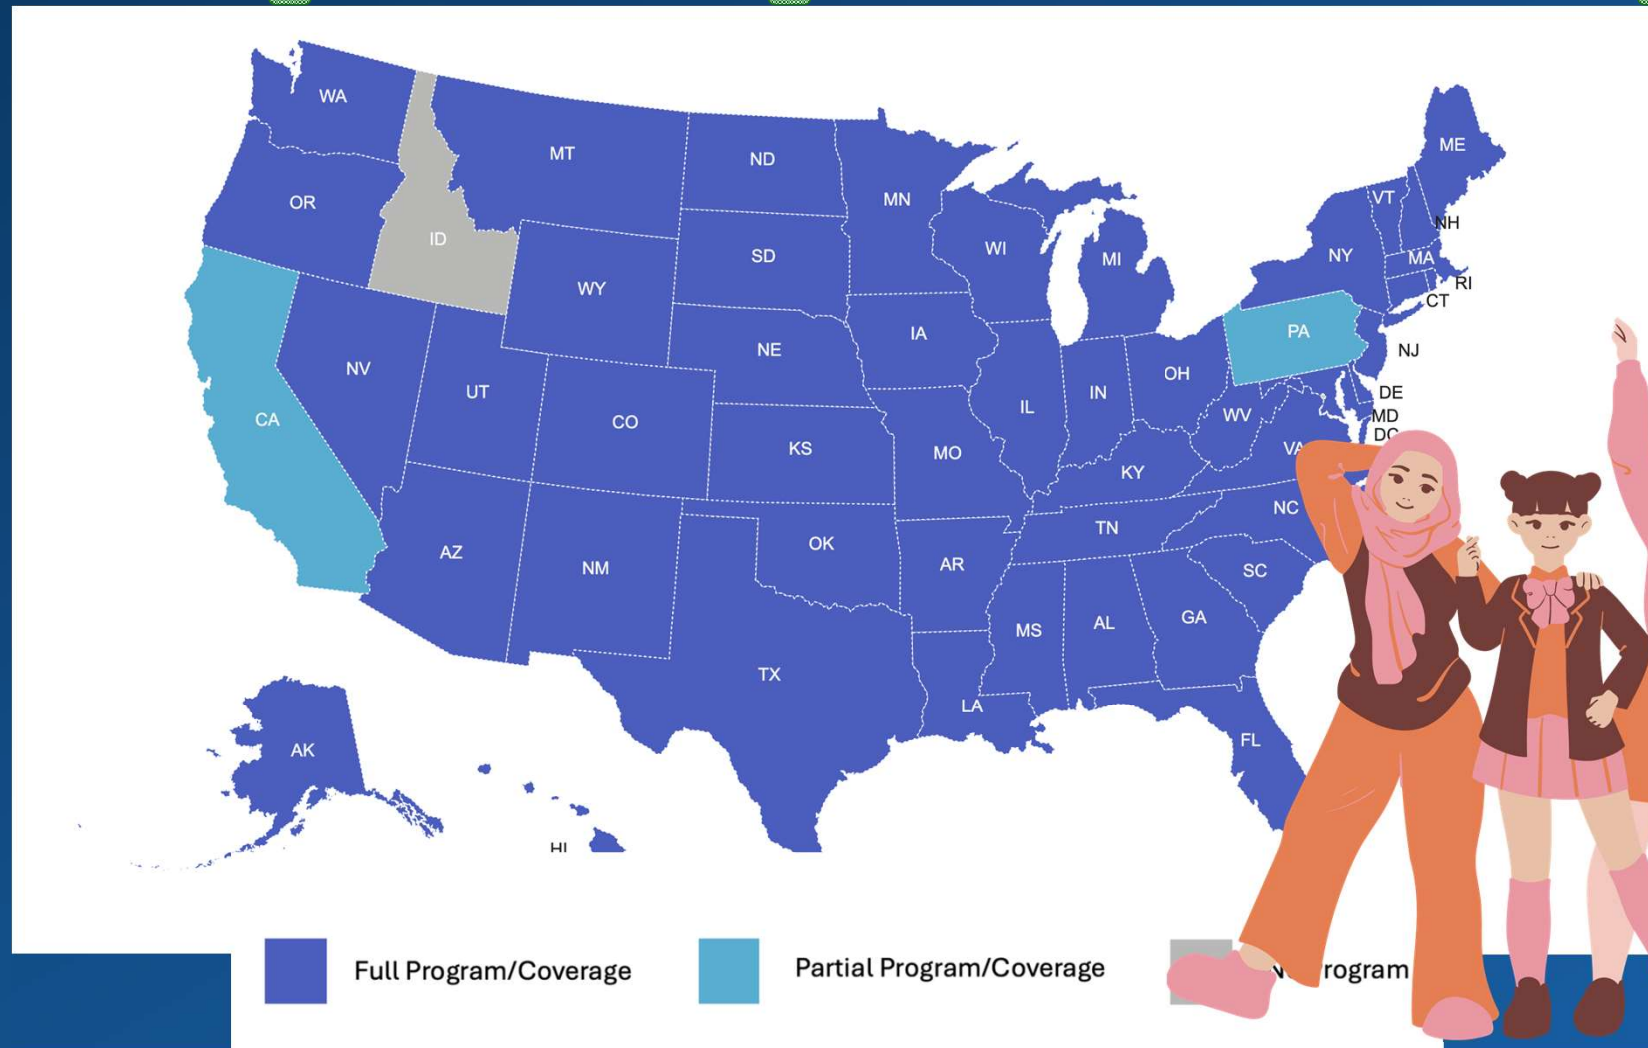 WA
MT
ND
MN
ME
OR
ID
SD
WI
MI
VT
NH
NY
MA
RI
CT
WY
IA
NE
PA
NJ
NV
UT
CO
IL
IN
OH
DE
MD
DC
CA
KS
MO
WV
VA
KY
NC
AZ
NM
OK
AR
TN
SC
MS
AL
GA
TX
LA
FL
AK
HI
Full Program/Coverage
Partial Program/Coverage